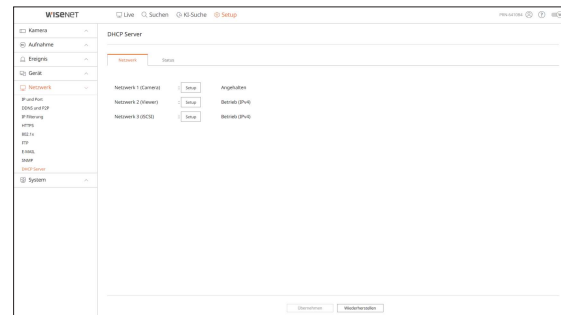 WISENET
Live Suchen KI-Suche Setup
Kamera
Aufnahme
Ereignis
Gerät
Netzwerk
IP und Port
DDNS und P2P
IP-Filterung
HTTPS
802.1x
FTP
E-MAIL
SNMP
DHCP Server
System
DHCP Server
Netzwerk Status
Netzwerk 1 (Camera) : Setup Angehalten
Netzwerk 2 (Viewer) : Setup Betrieb (IPv4)
Netzwerk 3 (iSCSI) : Setup Betrieb (IPv4)
Übernehmen Wiederherstellen